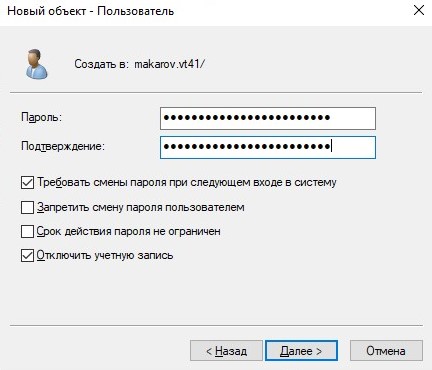 Новый объект - Пользователь
Создать в: makarov.vt41/
Пароль: ●●●●●●●●●●●●●●●●●●●●●●●●
Подтверждение: ●●●●●●●●●●●●●●●●●●●●●●●●
Требовать смены пароля при следующем входе в систему
Запретить смену пароля пользователем
Срок действия пароля не ограничен
Отключить учетную запись
< Назад Далее > Отмена